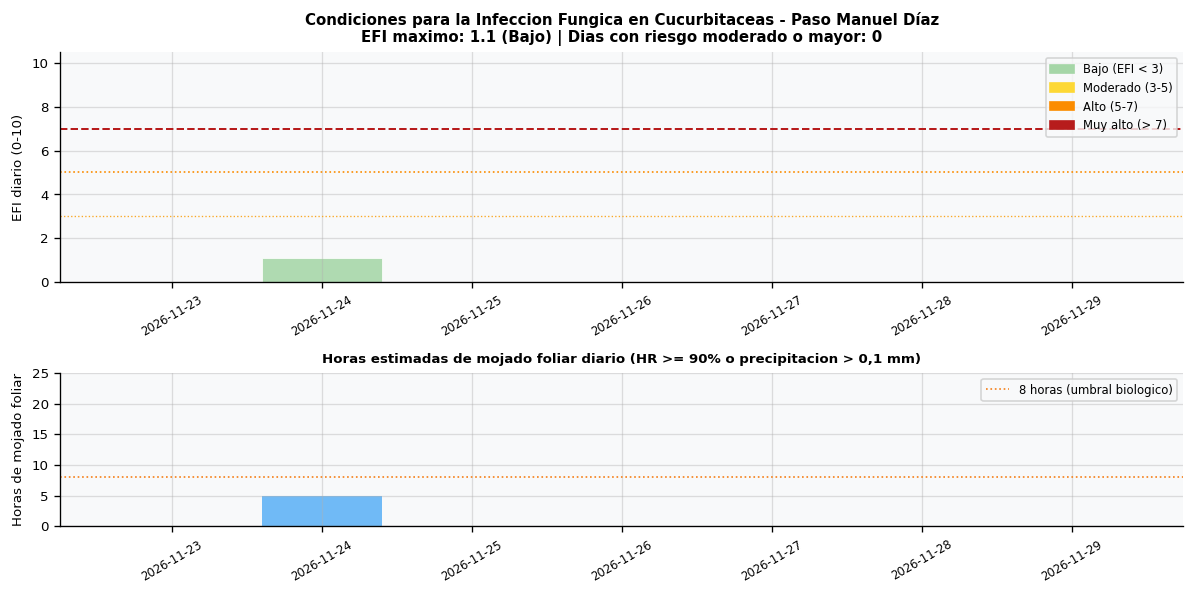 Condiciones para la Infeccion Fungica en Cucurbitaceas - Paso Manuel Díaz
EFI maximo: 1.1 (Bajo) | Dias con riesgo moderado o mayor: 0
EFI diario (0-10)
10
8
6
4
2
0
Bajo (EFI < 3)
Moderado (3-5)
Alto (5-7)
Muy alto (> 7)
2026-11-23
2026-11-24
2026-11-25
2026-11-26
2026-11-27
2026-11-28
2026-11-29
Horas estimadas de mojado foliar diario (HR >= 90% o precipitacion > 0,1 mm)
Horas de mojado foliar
25
20
15
10
5
0
8 horas (umbral biologico)
2026-11-23
2026-11-24
2026-11-25
2026-11-26
2026-11-27
2026-11-28
2026-11-29